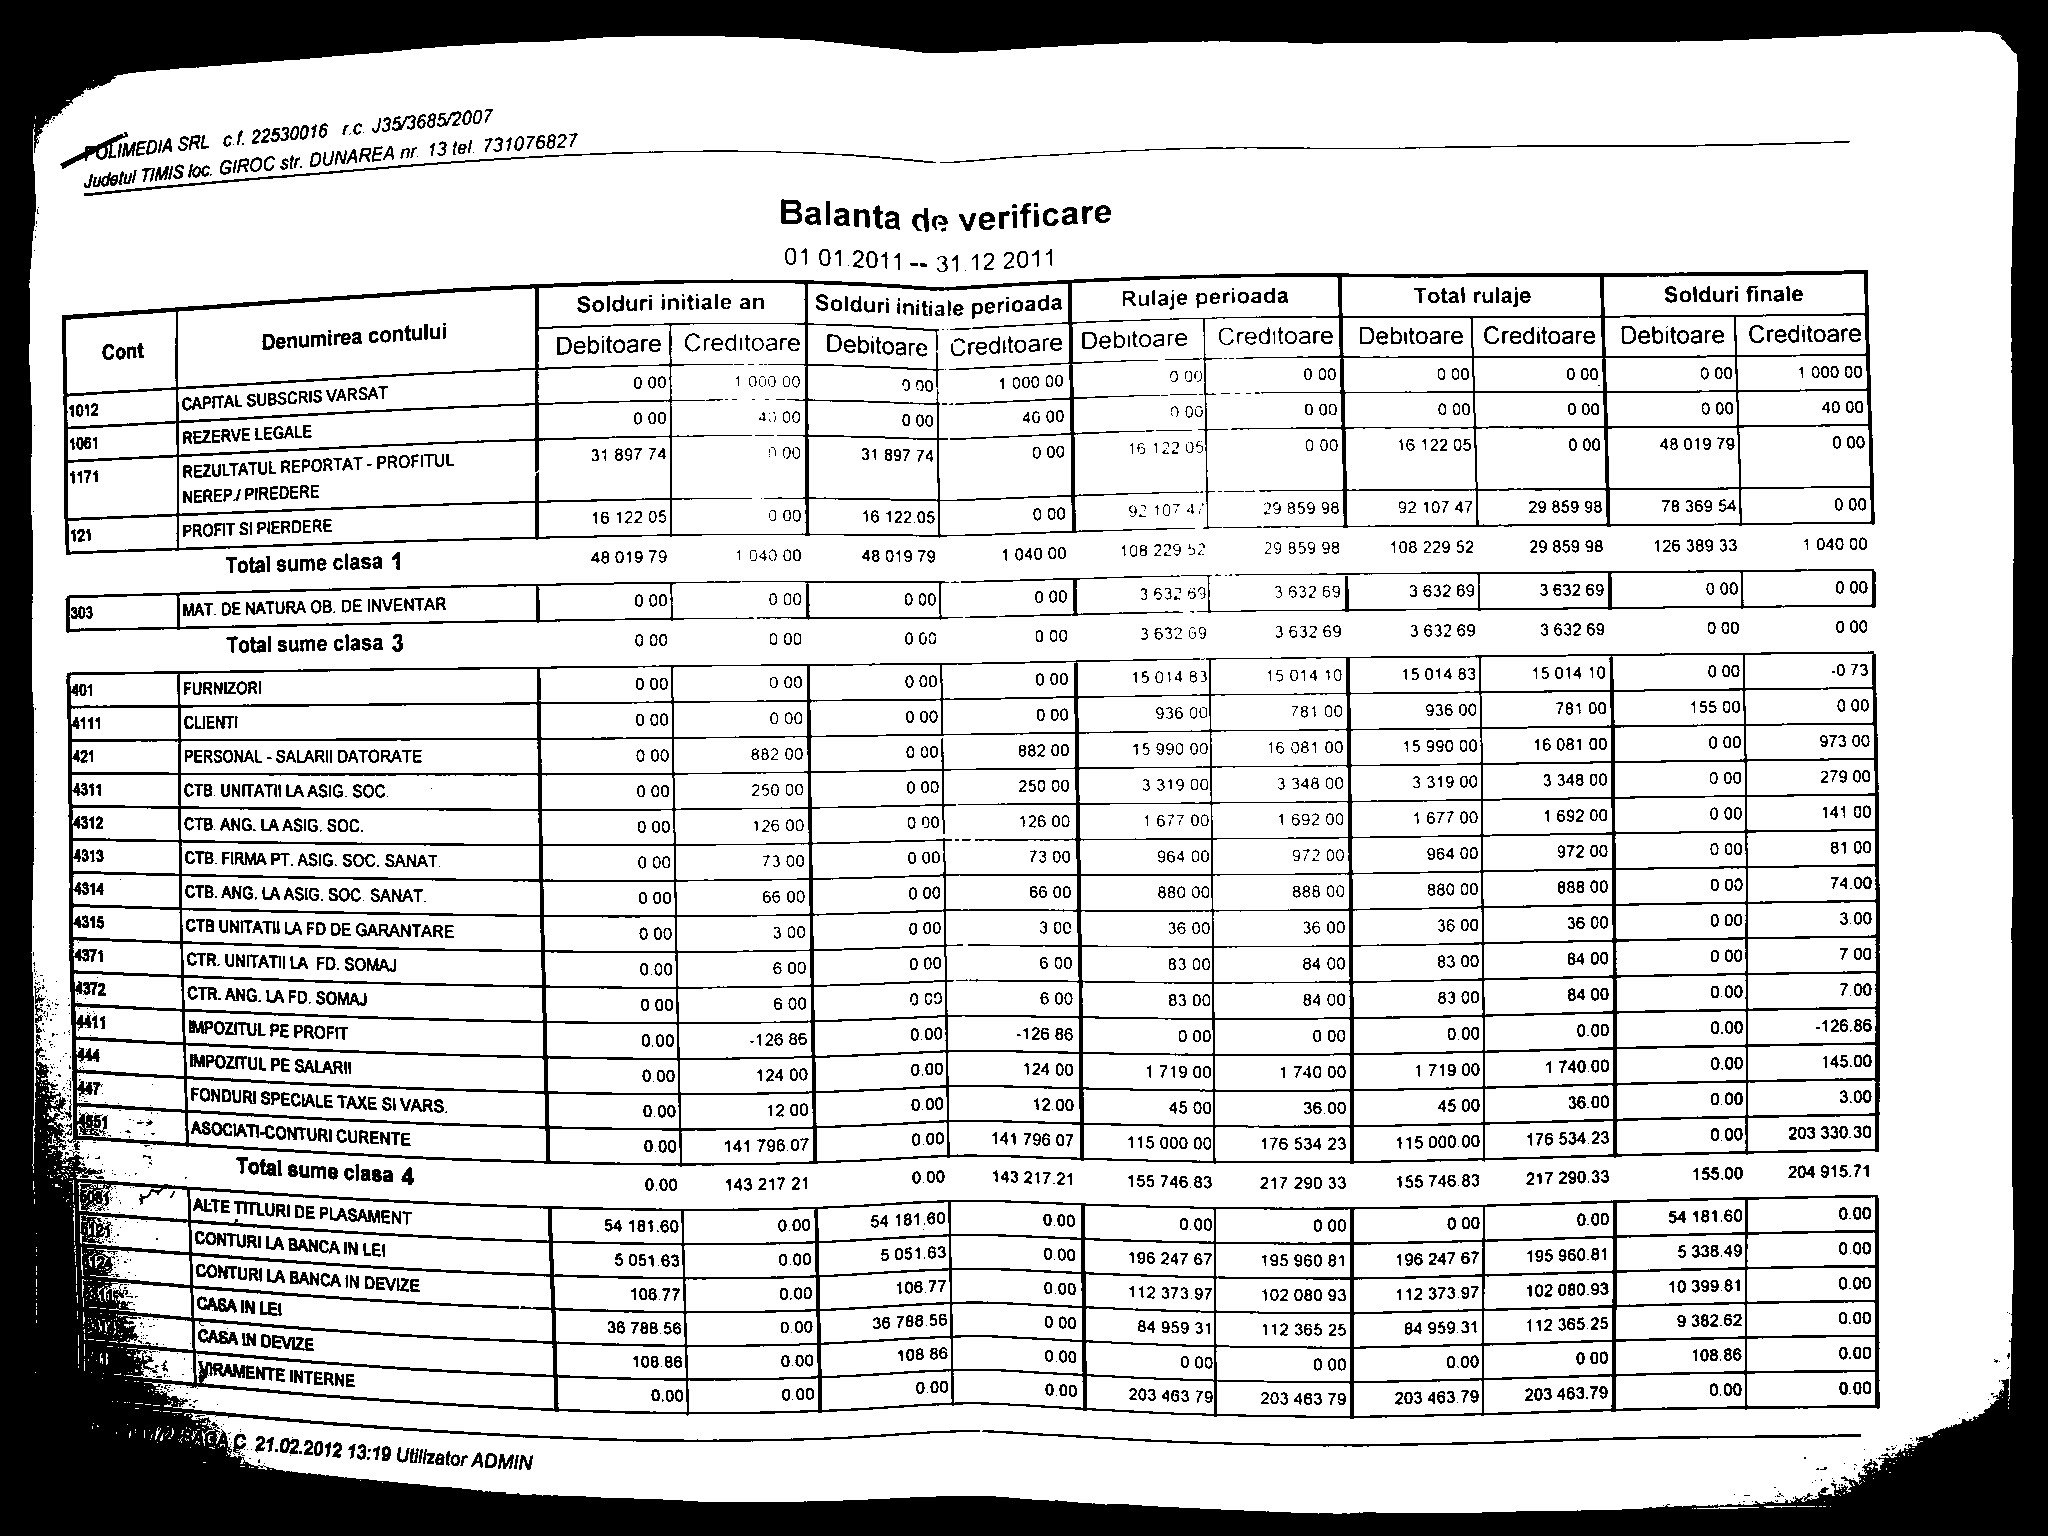 POLIMEDIA SRL c.f. 22530016 r.c. J35/3685/2007
Judetul TIMIS loc. GIROC str. DUNAREA nr. 13 tel. 731076827
Balanta de verificare
01 01.2011 -- 31.12 2011
Cont Denumirea contului Solduri initiale an Solduri initiale perioada Rulaje perioada Total rulaje Solduri finale
Debitoare Creditoare Debitoare Creditoare Debitoare Creditoare Debitoare Creditoare Debitoare Creditoare
1012 CAPITAL SUBSCRIS VARSAT 0 00 1 000 00 0 00 1 000 00 0 00 0 00 0 00 0 00 0 00 1 000 00
1061 REZERVE LEGALE 0 00 40 00 0 00 40 00 0 00 0 00 0 00 0 00 0 00 40 00
1171 REZULTATUL REPORTAT - PROFITUL 31 897 74 0 00 31 897 74 0 00 16 122 05 0 00 16 122 05 0 00 48 019 79 0 00
NEREP./ PIREDERE
121 PROFIT SI PIERDERE 16 122 05 0 00 16 122.05 0 00 92 107 47 29 859 98 92 107 47 29 859 98 78 369 54 0 00
Total sume clasa 1 48 019 79 1 040 00 48 019 79 1 040 00 108 229 52 29 859 98 108 229 52 29 859 98 126 389 33 1 040 00
303 MAT. DE NATURA OB. DE INVENTAR 0 00 0 00 0 00 0 00 3 632 69 3 632 69 3 632 69 3 632 69 0 00 0 00
Total sume clasa 3 0 00 0 00 0 00 0 00 3 632 69 3 632 69 3 632 69 3 632 69 0 00 0 00
401 FURNIZORI 0 00 0 00 0 00 0 00 15 014 83 15 014 10 15 014 83 15 014 10 0 00 -0 73
4111 CLIENTI 0 00 0 00 0 00 0 00 936 00 781 00 936 00 781 00 155 00 0 00
421 PERSONAL - SALARII DATORATE 0 00 882 00 0 00 882 00 15 990 00 16 081 00 15 990 00 16 081 00 0 00 973 00
4311 CTB. UNITATII LA ASIG. SOC. 0 00 250 00 0 00 250 00 3 319 00 3 348 00 3 319 00 3 348 00 0 00 279 00
4312 CTB. ANG. LA ASIG. SOC. 0 00 126 00 0 00 126 00 1 677 00 1 692 00 1 677 00 1 692 00 0 00 141 00
4313 CTB. FIRMA PT. ASIG. SOC. SANAT. 0 00 73 00 0 00 73 00 964 00 972 00 964 00 972 00 0 00 81 00
4314 CTB. ANG. LA ASIG. SOC. SANAT. 0 00 66 00 0 00 66 00 880 00 888 00 880 00 888 00 0 00 74.00
4315 CTB UNITATII LA FD DE GARANTARE 0 00 3 00 0 00 3 00 36 00 36 00 36 00 36 00 0 00 3.00
4371 CTR. UNITATII LA FD. SOMAJ 0.00 6 00 0 00 6 00 83 00 84 00 83 00 84 00 0 00 7 00
4372 CTR. ANG. LA FD. SOMAJ 0 00 6 00 0 00 6 00 83 00 84 00 83 00 84 00 0.00 7.00
4411 IMPOZITUL PE PROFIT 0.00 -126 86 0.00 -126 86 0 00 0 00 0.00 0.00 0.00 -126.86
444 IMPOZITUL PE SALARII 0.00 124 00 0.00 124 00 1 719 00 1 740 00 1 719 00 1 740.00 0.00 145.00
447 FONDURI SPECIALE TAXE SI VARS. 0.00 12 00 0.00 12.00 45 00 36.00 45 00 36.00 0.00 3.00
4551 ASOCIATI-CONTURI CURENTE 0.00 141 796.07 0.00 141 796 07 115 000 00 176 534 23 115 000.00 176 534.23 0.00 203 330.30
Total sume clasa 4 0.00 143 217 21 0.00 143 217.21 155 746.83 217 290 33 155 746.83 217 290.33 155.00 204 915.71
5081 ALTE TITLURI DE PLASAMENT 54 181.60 0.00 54 181.60 0.00 0.00 0 00 0 00 0.00 54 181.60 0.00
CONTURI LA BANCA IN LEI 5 051.63 0.00 5 051.63 0 00 196 247 67 195 960 81 196 247 67 195 960.81 5 338.49 0.00
CONTURI LA BANCA IN DEVIZE 106.77 0.00 106.77 0 00 112 373.97 102 080 93 112 373.97 102 080.93 10 399.81 0.00
CASA IN LEI 36 788.56 0.00 36 788.56 0 00 84 959 31 112 365 25 84 959.31 112 365.25 9 382.62 0.00
CASA IN DEVIZE 108.86 0.00 108 86 0.00 0 00 0 00 0.00 0 00 108.86 0.00
VIRAMENTE INTERNE 0.00 0.00 0.00 0.00 203 463 79 203 463 79 203 463.79 203 463.79 0.00 0.00
C 21.02.2012 13:19 Utilizator ADMIN